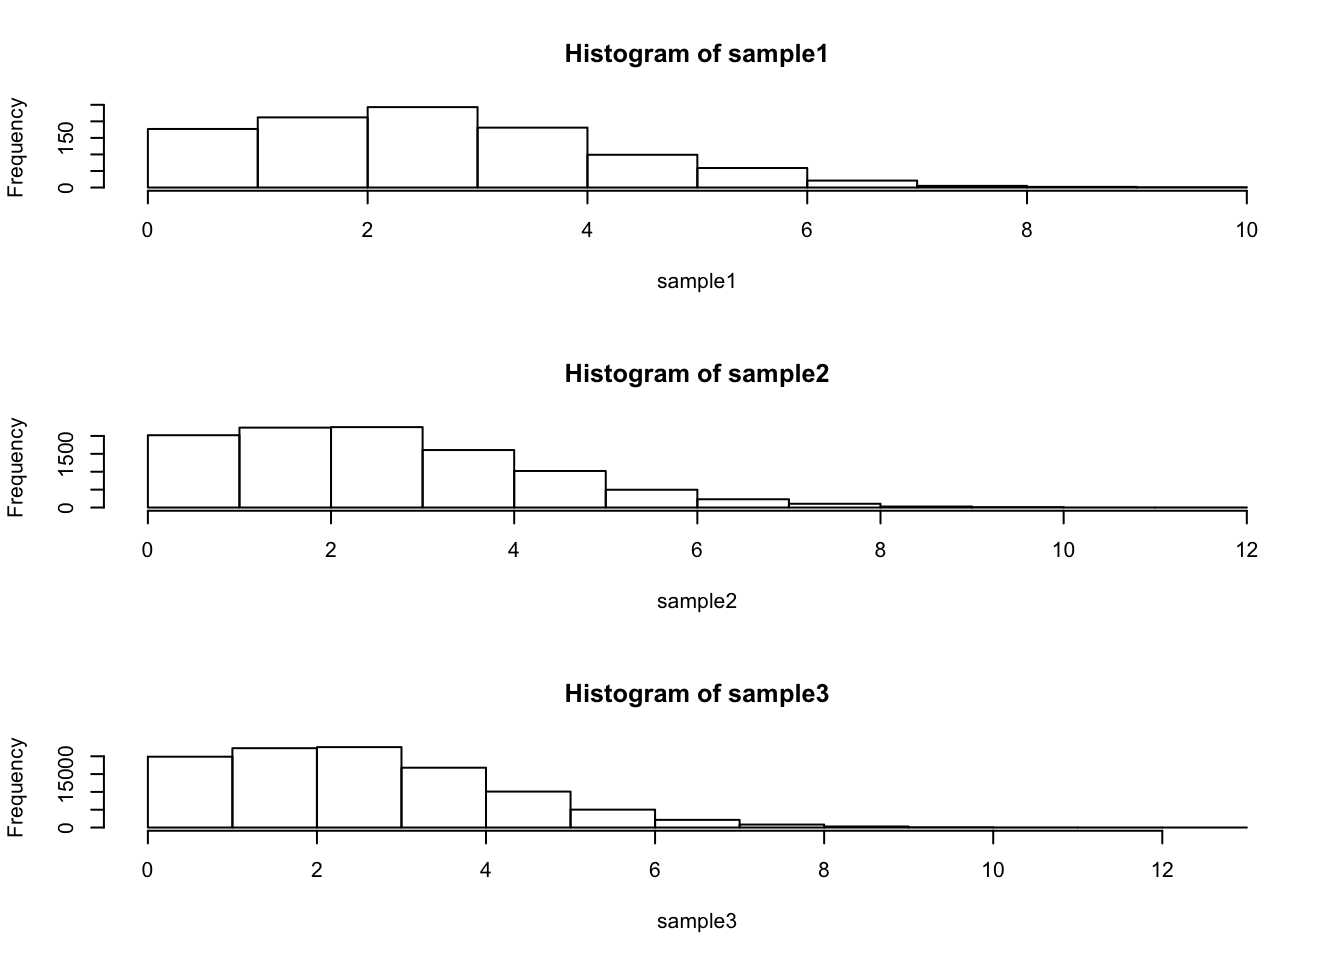 Histogram of sample1
Frequency
150
0
0 2 4 6 8 10
sample1
Histogram of sample2
Frequency
1500
0
0 2 4 6 8 10 12
sample2
Histogram of sample3
Frequency
15000
0
0 2 4 6 8 10 12
sample3